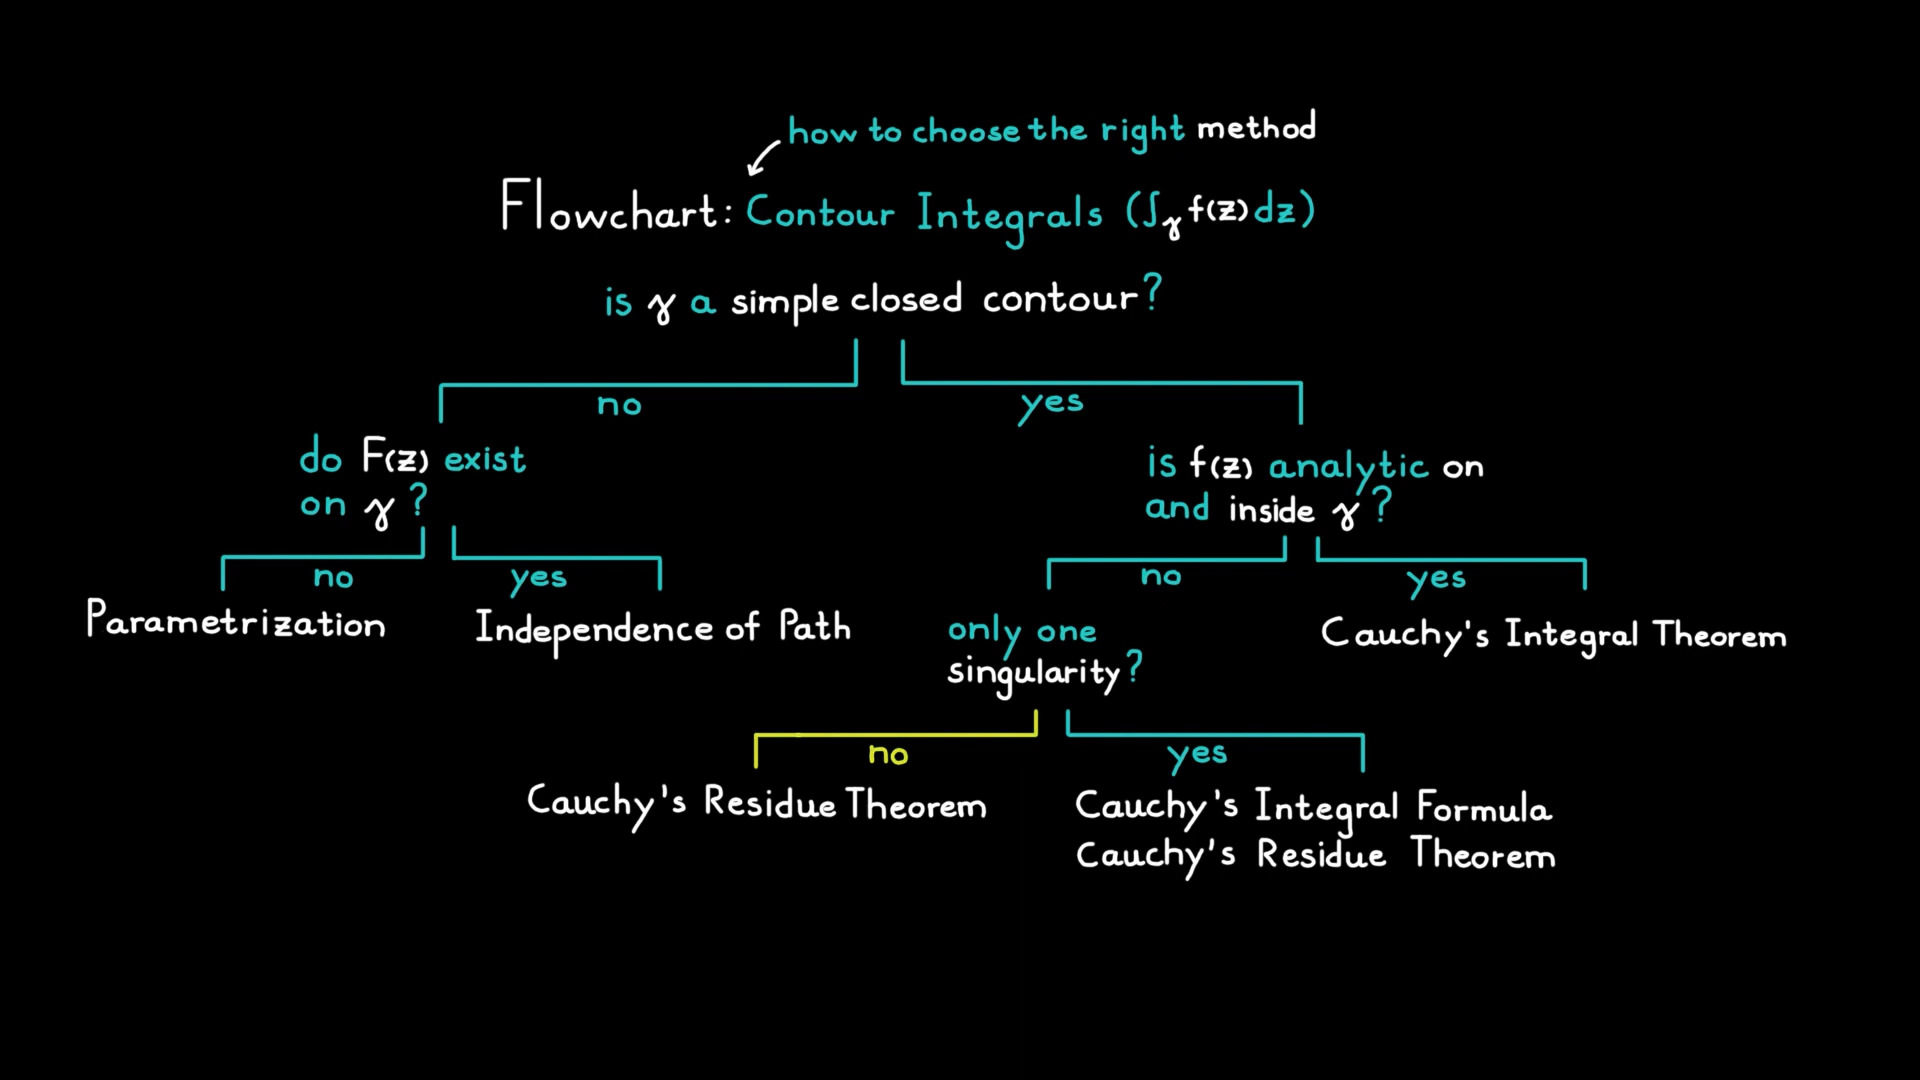 how to choose the right method
Flowchart: Contour Integrals (∫γ f(z) dz)
is γ a simple closed contour?
no
yes
do F(z) exist
on γ ?
is f(z) analytic on
and inside γ ?
no
yes
no
yes
Parametrization
Independence of Path
only one
singularity?
Cauchy's Integral Theorem
no
yes
Cauchy's Residue Theorem
Cauchy's Integral Formula
Cauchy's Residue Theorem